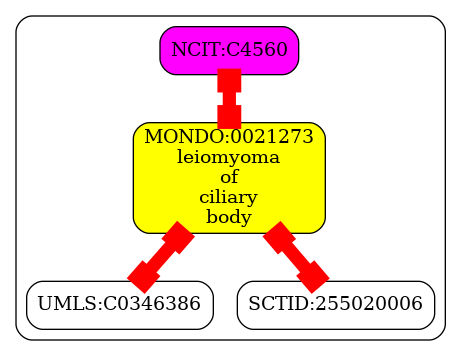 NCIT:C4560
MONDO:0021273
leiomyoma
of
ciliary
body
UMLS:C0346386
SCTID:255020006